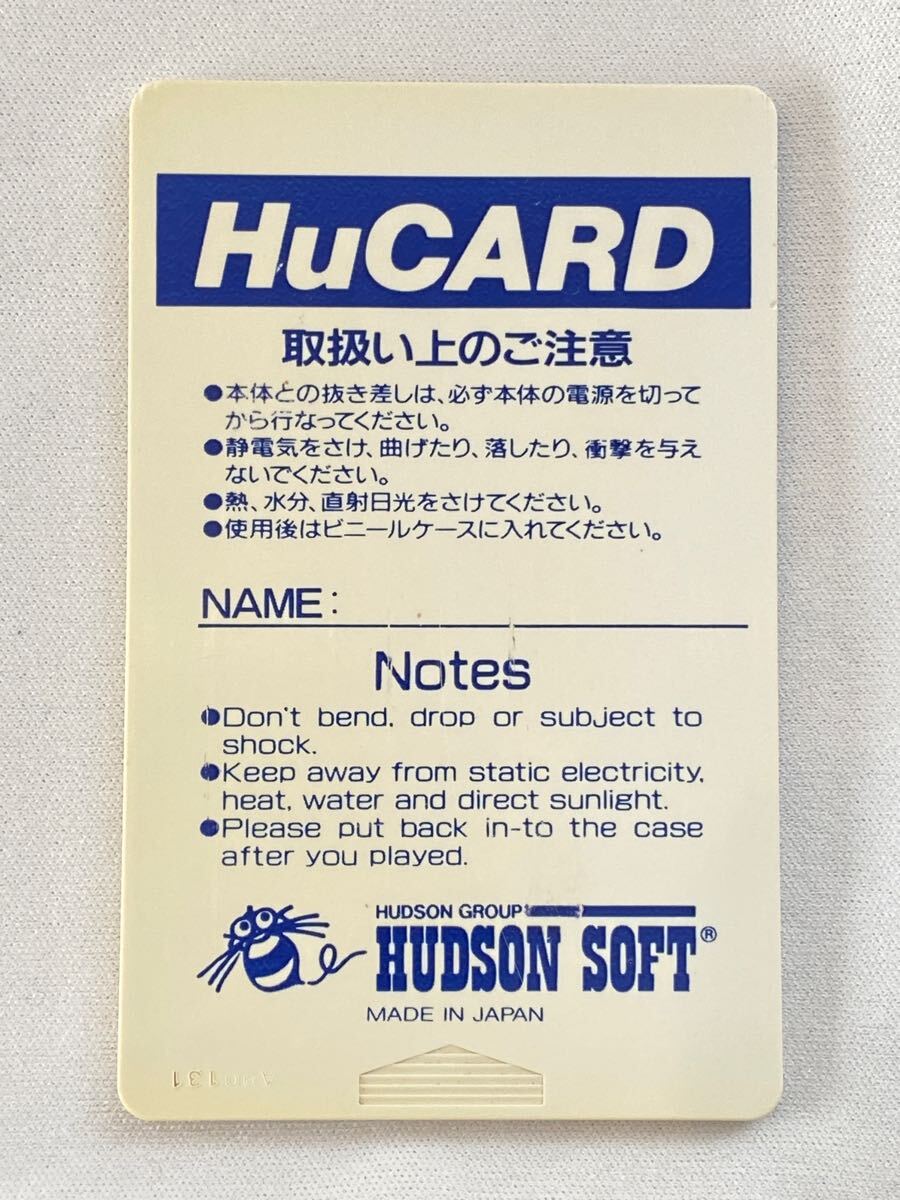 HuCARD
取扱い上のご注意
●本体との抜き差しは、必ず本体の電源を切って
から行なってください。
●静電気をさけ、曲げたり、落したり、衝撃を与え
ないでください。
●熱、水分、直射日光をさけてください。
●使用後はビニールケースに入れてください。
NAME:
Notes
●Don't bend, drop or subject to
shock.
●Keep away from static electricity,
heat, water and direct sunlight.
●Please put back in-to the case
after you played.
HUDSON GROUP
HUDSON SOFT®
MADE IN JAPAN